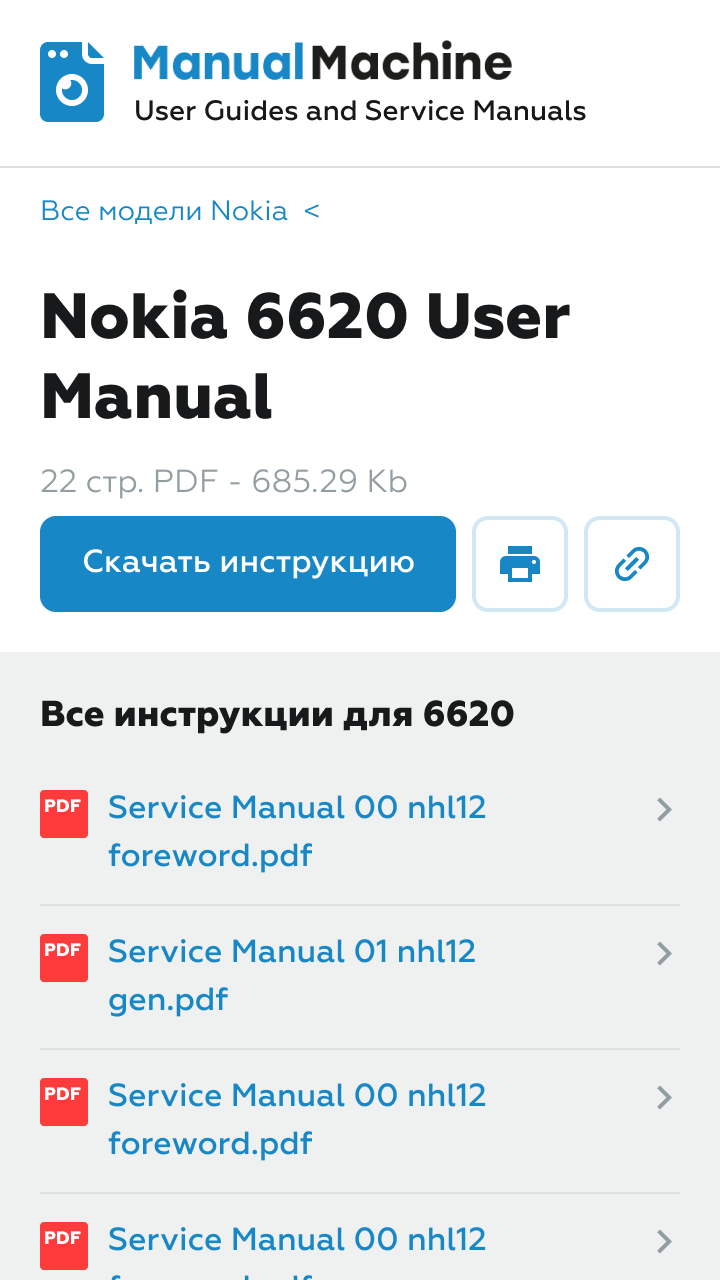 ManualMachine
User Guides and Service Manuals
Все модели Nokia <
Nokia 6620 User
Manual
22 стр. PDF - 685.29 Kb
Скачать инструкцию
Все инструкции для 6620
PDF
Service Manual 00 nhl12
foreword.pdf
PDF
Service Manual 01 nhl12
gen.pdf
PDF
Service Manual 00 nhl12
foreword.pdf
PDF
Service Manual 00 nhl12